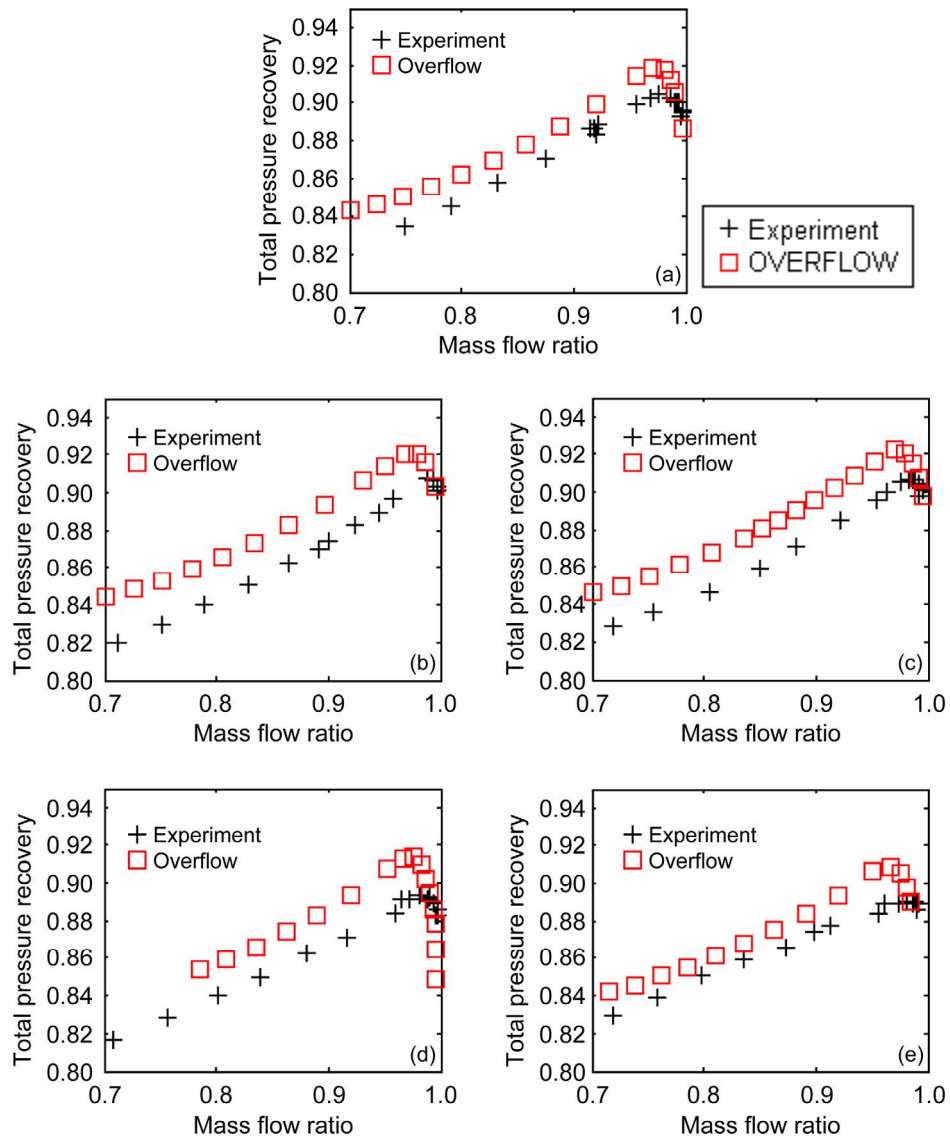 Total pressure recovery
0.94
0.92
0.90
0.88
0.86
0.84
0.82
0.80
Experiment
Overflow
(a)
0.7 0.8 0.9 1.0
Mass flow ratio
Experiment
OVERFLOW
Total pressure recovery
0.94
0.92
0.90
0.88
0.86
0.84
0.82
0.80
Experiment
Overflow
(b)
0.7 0.8 0.9 1.0
Mass flow ratio
Total pressure recovery
0.94
0.92
0.90
0.88
0.86
0.84
0.82
0.80
Experiment
Overflow
(c)
0.7 0.8 0.9 1.0
Mass flow ratio
Total pressure recovery
0.94
0.92
0.90
0.88
0.86
0.84
0.82
0.80
Experiment
Overflow
(d)
0.7 0.8 0.9 1.0
Mass flow ratio
Total pressure recovery
0.94
0.92
0.90
0.88
0.86
0.84
0.82
0.80
Experiment
Overflow
(e)
0.7 0.8 0.9 1.0
Mass flow ratio